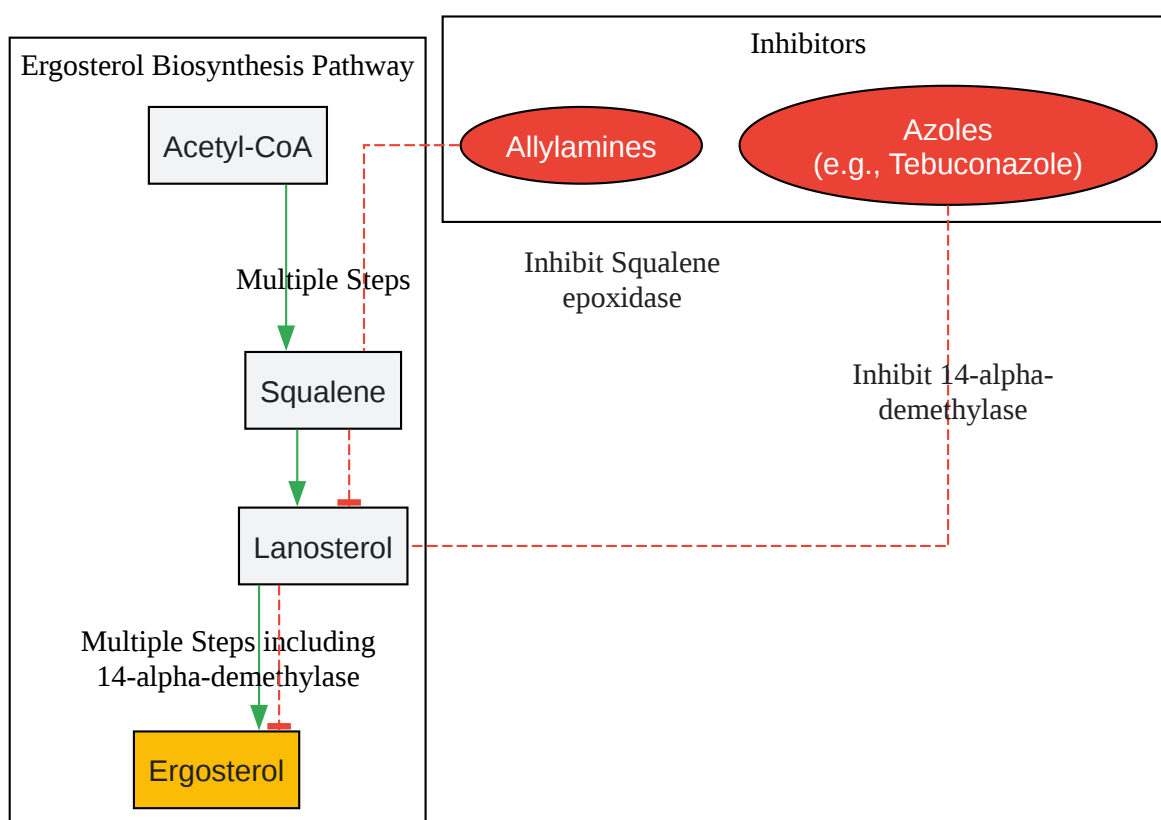 Inhibitors
Ergosterol Biosynthesis Pathway
Acetyl-CoA
Allylamines
Azoles
(e.g., Tebuconazole)
Multiple Steps
Inhibit Squalene
epoxidase
Squalene
Inhibit 14-alpha-
demethylase
Lanosterol
Multiple Steps including
14-alpha-demethylase
Ergosterol